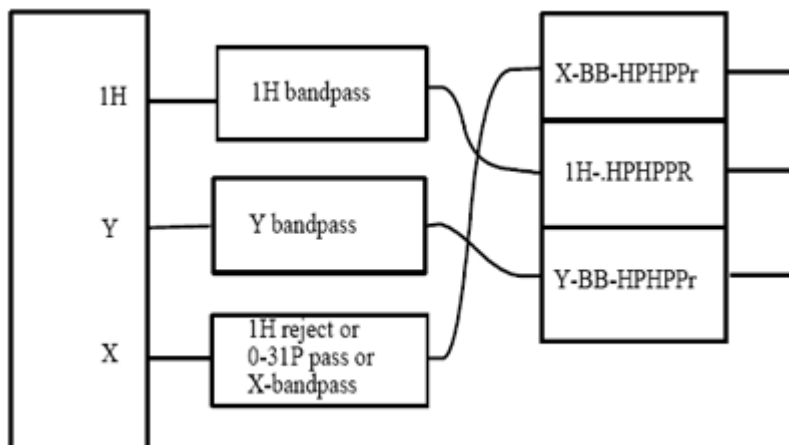 1H
1H bandpass
X-BB-HPHPPr
1H-.HPHPPR
Y
Y bandpass
Y-BB-HPHPPr
X
1H reject or
0-31P pass or
X-bandpass